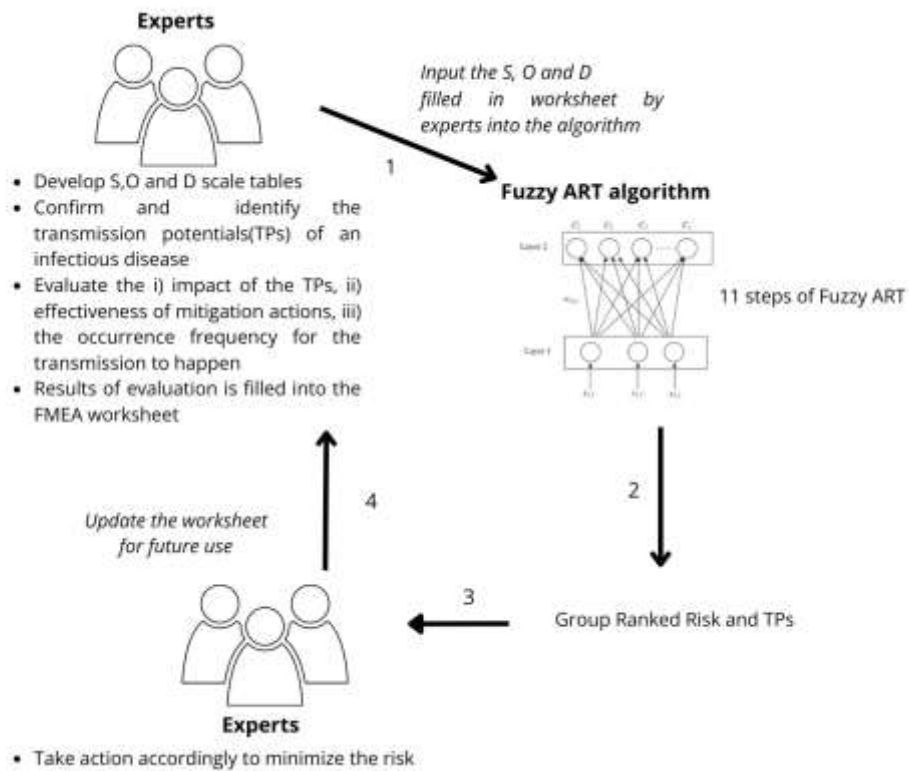 Experts
Input the S, O and D
filled in worksheet by
experts into the algorithm
1
• Develop S,O and D scale tables
• Confirm and identify the
transmission potentials(TPs) of an
infectious disease
• Evaluate the i) impact of the TPs, ii)
effectiveness of mitigation actions, iii)
the occurrence frequency for the
transmission to happen
• Results of evaluation is filled into the
FMEA worksheet
Fuzzy ART algorithm
11 steps of Fuzzy ART
2
Group Ranked Risk and TPs
3
4
Update the worksheet
for future use
Experts
• Take action accordingly to minimize the risk